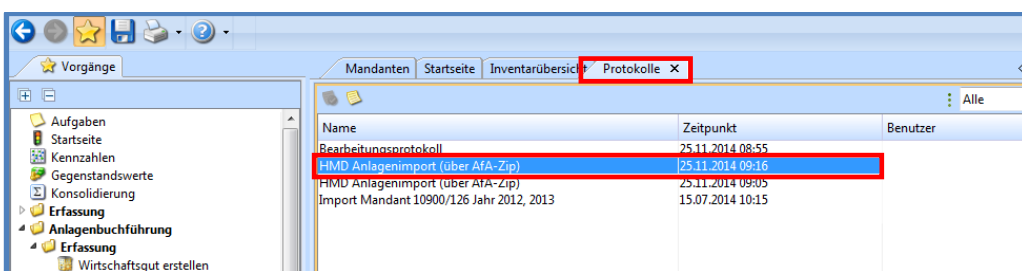 Vorgänge
Mandanten Startseite Inventarübersicht Protokolle
Alle
Aufgaben
Startseite
Kennzahlen
Gegenstandswerte
Konsolidierung
Erfassung
Anlagenbuchführung
Erfassung
Wirtschaftsgut erstellen
Name Zeitpunkt Benutzer
Bearbeitungsprotokoll 25.11.2014 08:55
HMD Anlagenimport (über AfA-Zip) 25.11.2014 09:16
HMD Anlagenimport (über AfA-Zip) 25.11.2014 09:05
Import Mandant 10900/126 Jahr 2012, 2013 15.07.2014 10:15